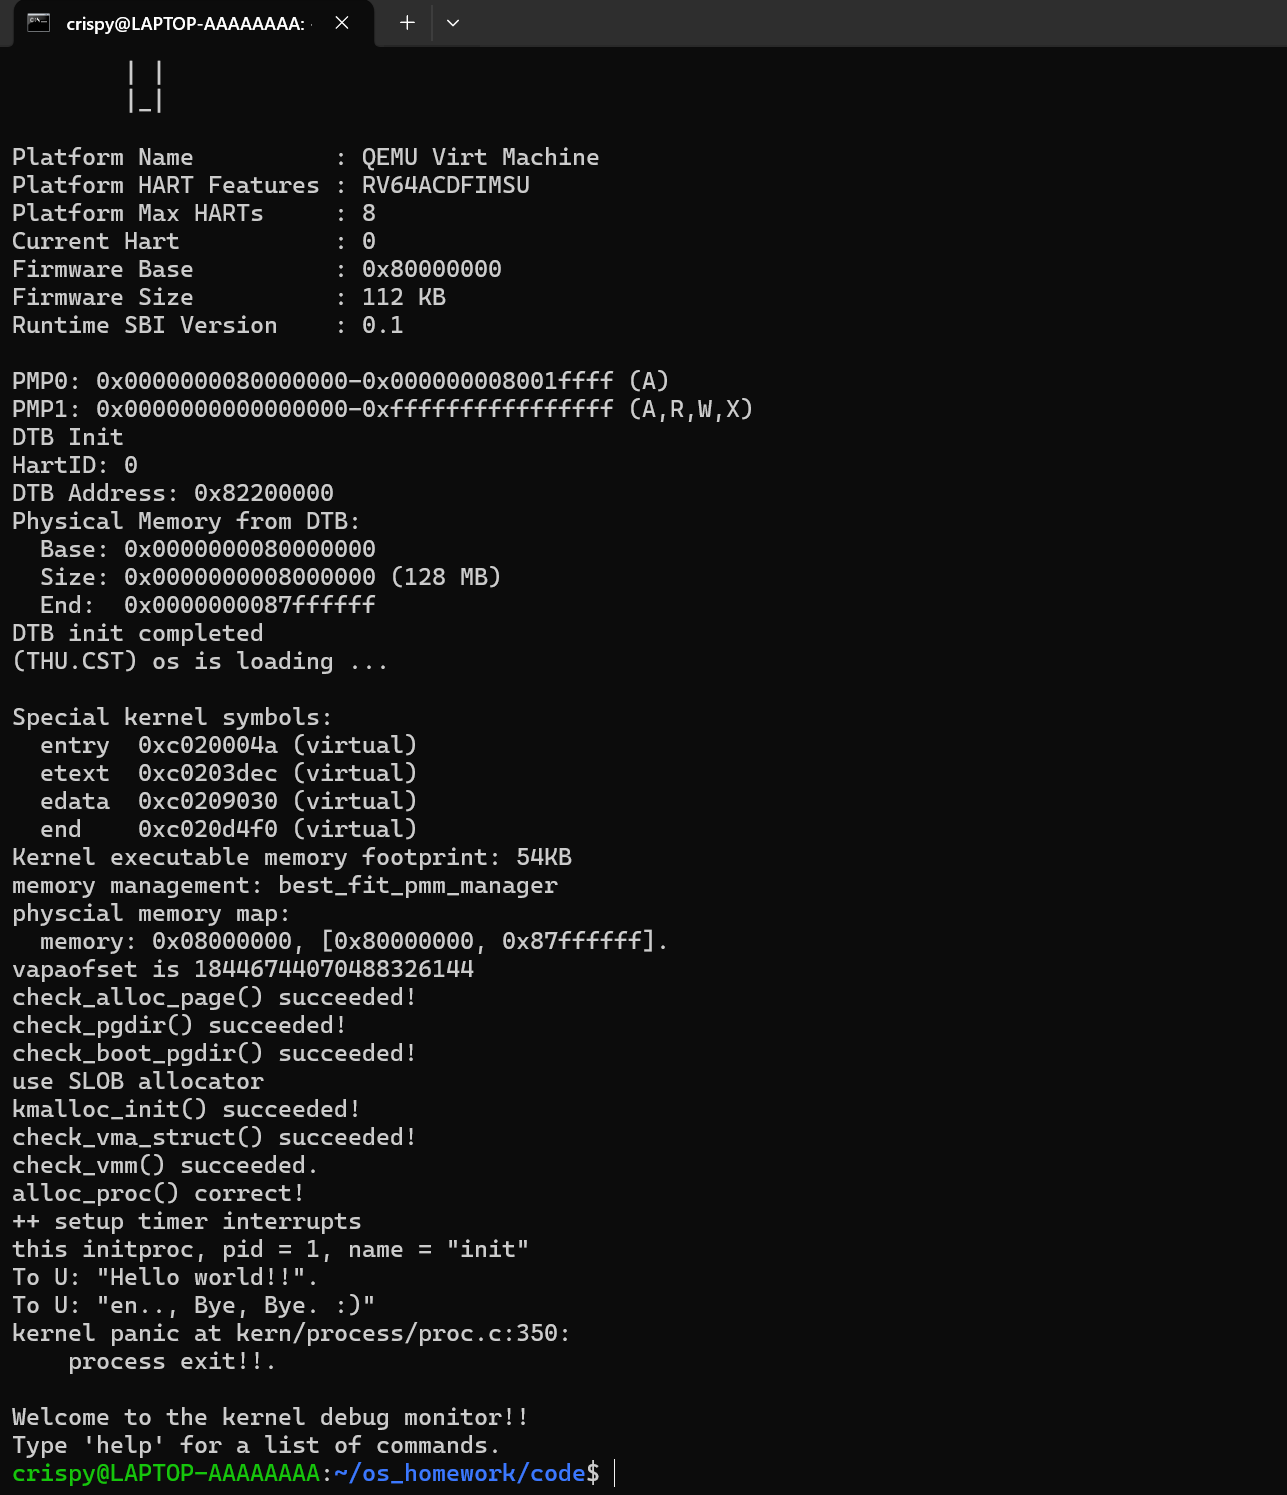 crispy@LAPTOP-AAAAAAAA:
| |
|_|
Platform Name          : QEMU Virt Machine
Platform HART Features : RV64ACDFIMSU
Platform Max HARTs     : 8
Current Hart           : 0
Firmware Base          : 0x80000000
Firmware Size          : 112 KB
Runtime SBI Version    : 0.1
PMP0: 0x0000000080000000-0x000000008001ffff (A)
PMP1: 0x0000000000000000-0xffffffffffffffff (A,R,W,X)
DTB Init
HartID: 0
DTB Address: 0x82200000
Physical Memory from DTB:
  Base: 0x0000000080000000
  Size: 0x0000000008000000 (128 MB)
  End:  0x0000000087ffffff
DTB init completed
(THU.CST) os is loading ...
Special kernel symbols:
  entry  0xc020004a (virtual)
  etext  0xc0203dec (virtual)
  edata  0xc0209030 (virtual)
  end    0xc020d4f0 (virtual)
Kernel executable memory footprint: 54KB
memory management: best_fit_pmm_manager
physcial memory map:
  memory: 0x08000000, [0x80000000, 0x87ffffff].
vapaofset is 18446744070488326144
check_alloc_page() succeeded!
check_pgdir() succeeded!
check_boot_pgdir() succeeded!
use SLOB allocator
kmalloc_init() succeeded!
check_vma_struct() succeeded!
check_vmm() succeeded.
alloc_proc() correct!
++ setup timer interrupts
this initproc, pid = 1, name = "init"
To U: "Hello world!!".
To U: "en.., Bye, Bye. :)"
kernel panic at kern/process/proc.c:350:
    process exit!!.
Welcome to the kernel debug monitor!!
Type 'help' for a list of commands.
crispy@LAPTOP-AAAAAAAA:~/os_homework/code$